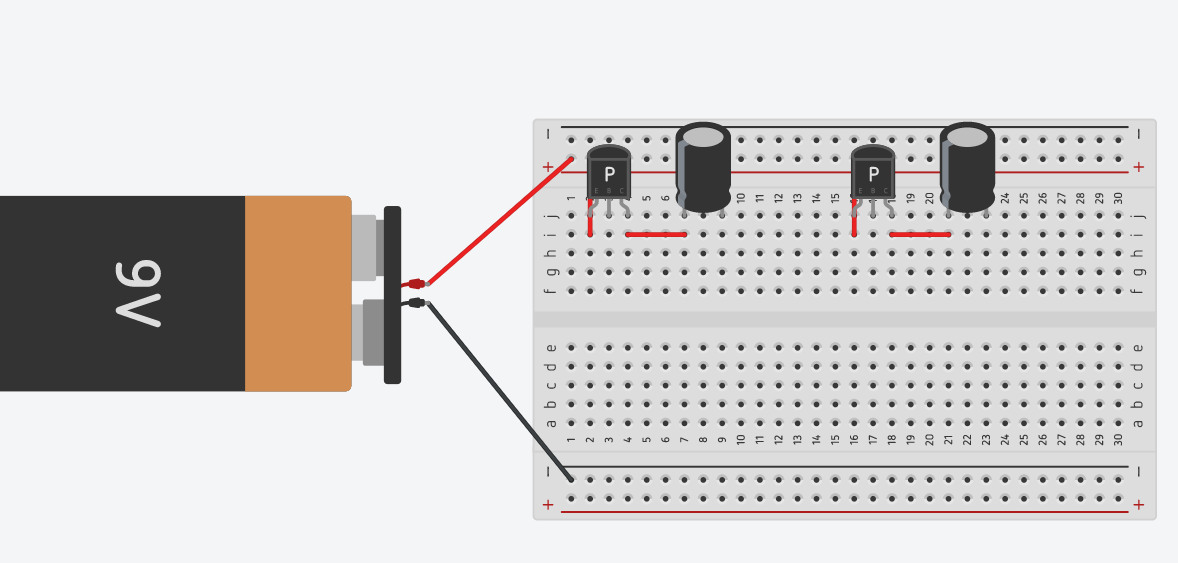 9V
− −
+ +
P P
E B C E B C
1 5 6 10 11 12 13 14 15 19 20 24 25 26 27 28 29 30
j j
i i
h h
g g
f f
e e
d d
c c
b b
a a
1 2 3 4 5 6 7 8 9 10 11 12 13 14 15 16 17 18 19 20 21 22 23 24 25 26 27 28 29 30
− −
+ +